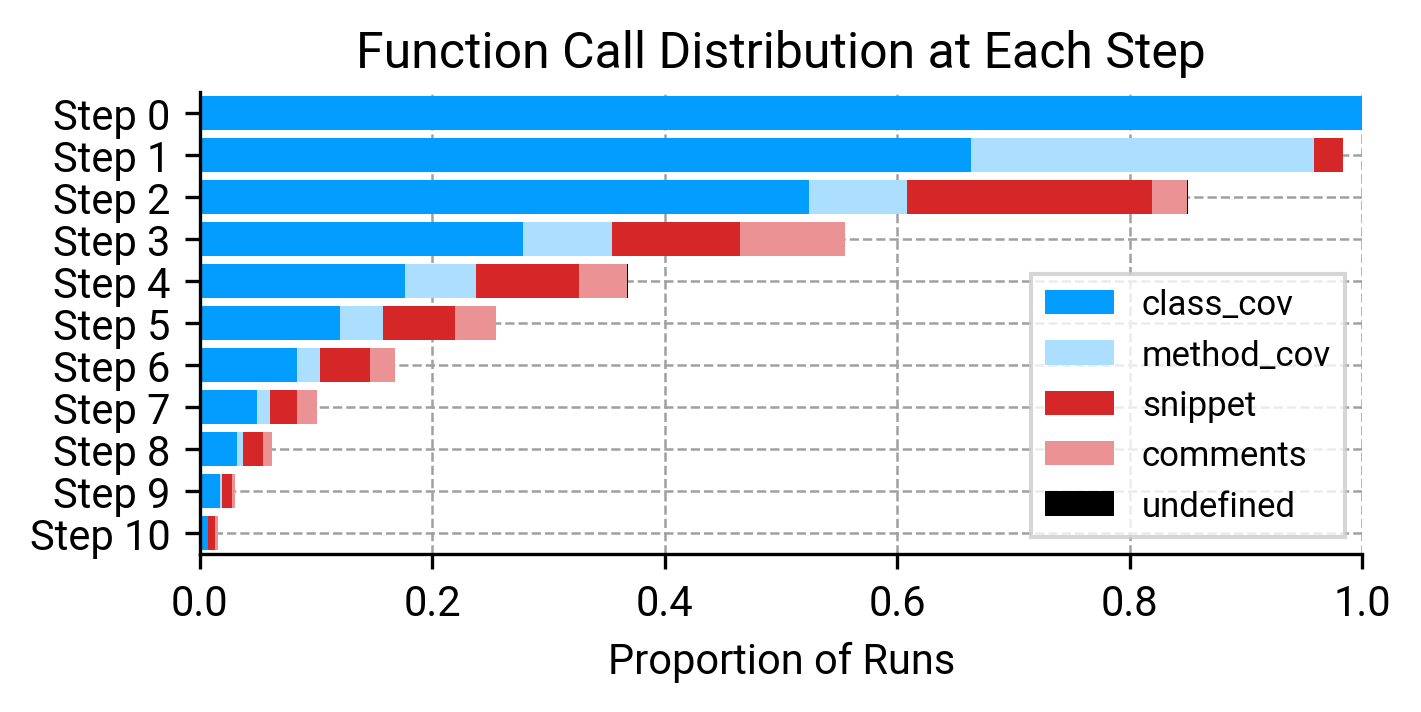 Function Call Distribution at Each Step
Step 0
Step 1
Step 2
Step 3
Step 4
Step 5
Step 6
Step 7
Step 8
Step 9
Step 10
class_cov
method_cov
snippet
comments
undefined
0.0 0.2 0.4 0.6 0.8 1.0
Proportion of Runs